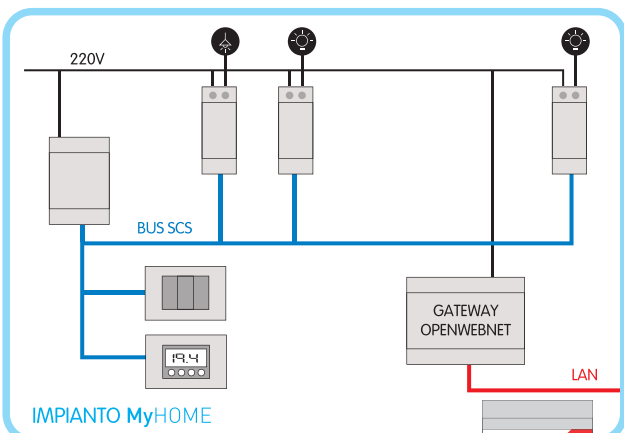 220V
BUS SCS
GATEWAY
OPENWEBNET
19.4
LAN
IMPIANTO MyHOME